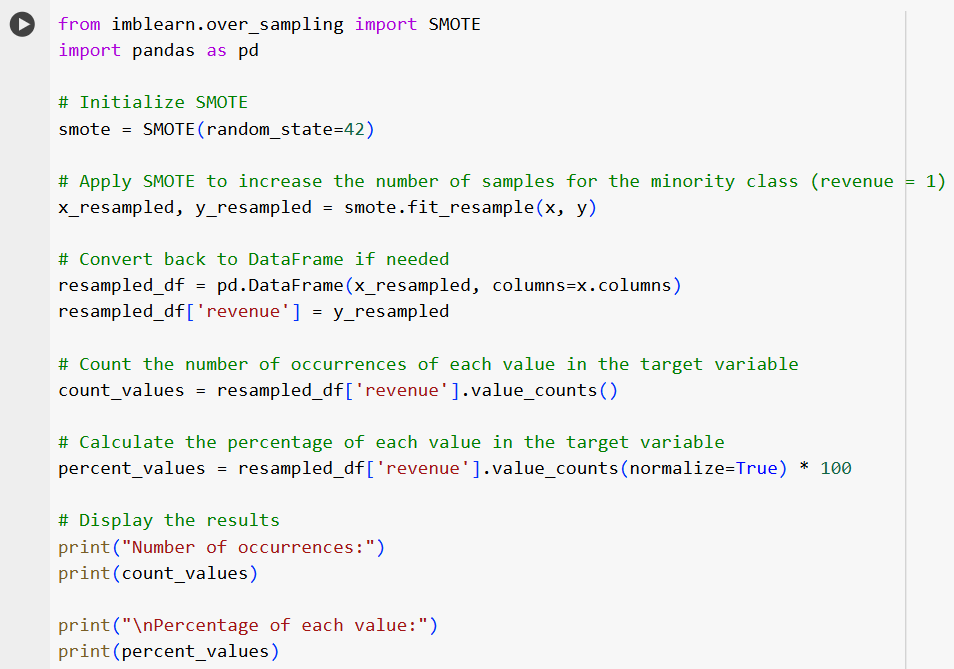 from imblearn.over_sampling import SMOTE
import pandas as pd
# Initialize SMOTE
smote = SMOTE(random_state=42)
# Apply SMOTE to increase the number of samples for the minority class (revenue = 1)
x_resampled, y_resampled = smote.fit_resample(x, y)
# Convert back to DataFrame if needed
resampled_df = pd.DataFrame(x_resampled, columns=x.columns)
resampled_df['revenue'] = y_resampled
# Count the number of occurrences of each value in the target variable
count_values = resampled_df['revenue'].value_counts()
# Calculate the percentage of each value in the target variable
percent_values = resampled_df['revenue'].value_counts(normalize=True) * 100
# Display the results
print("Number of occurrences:")
print(count_values)
print("\nPercentage of each value:")
print(percent_values)